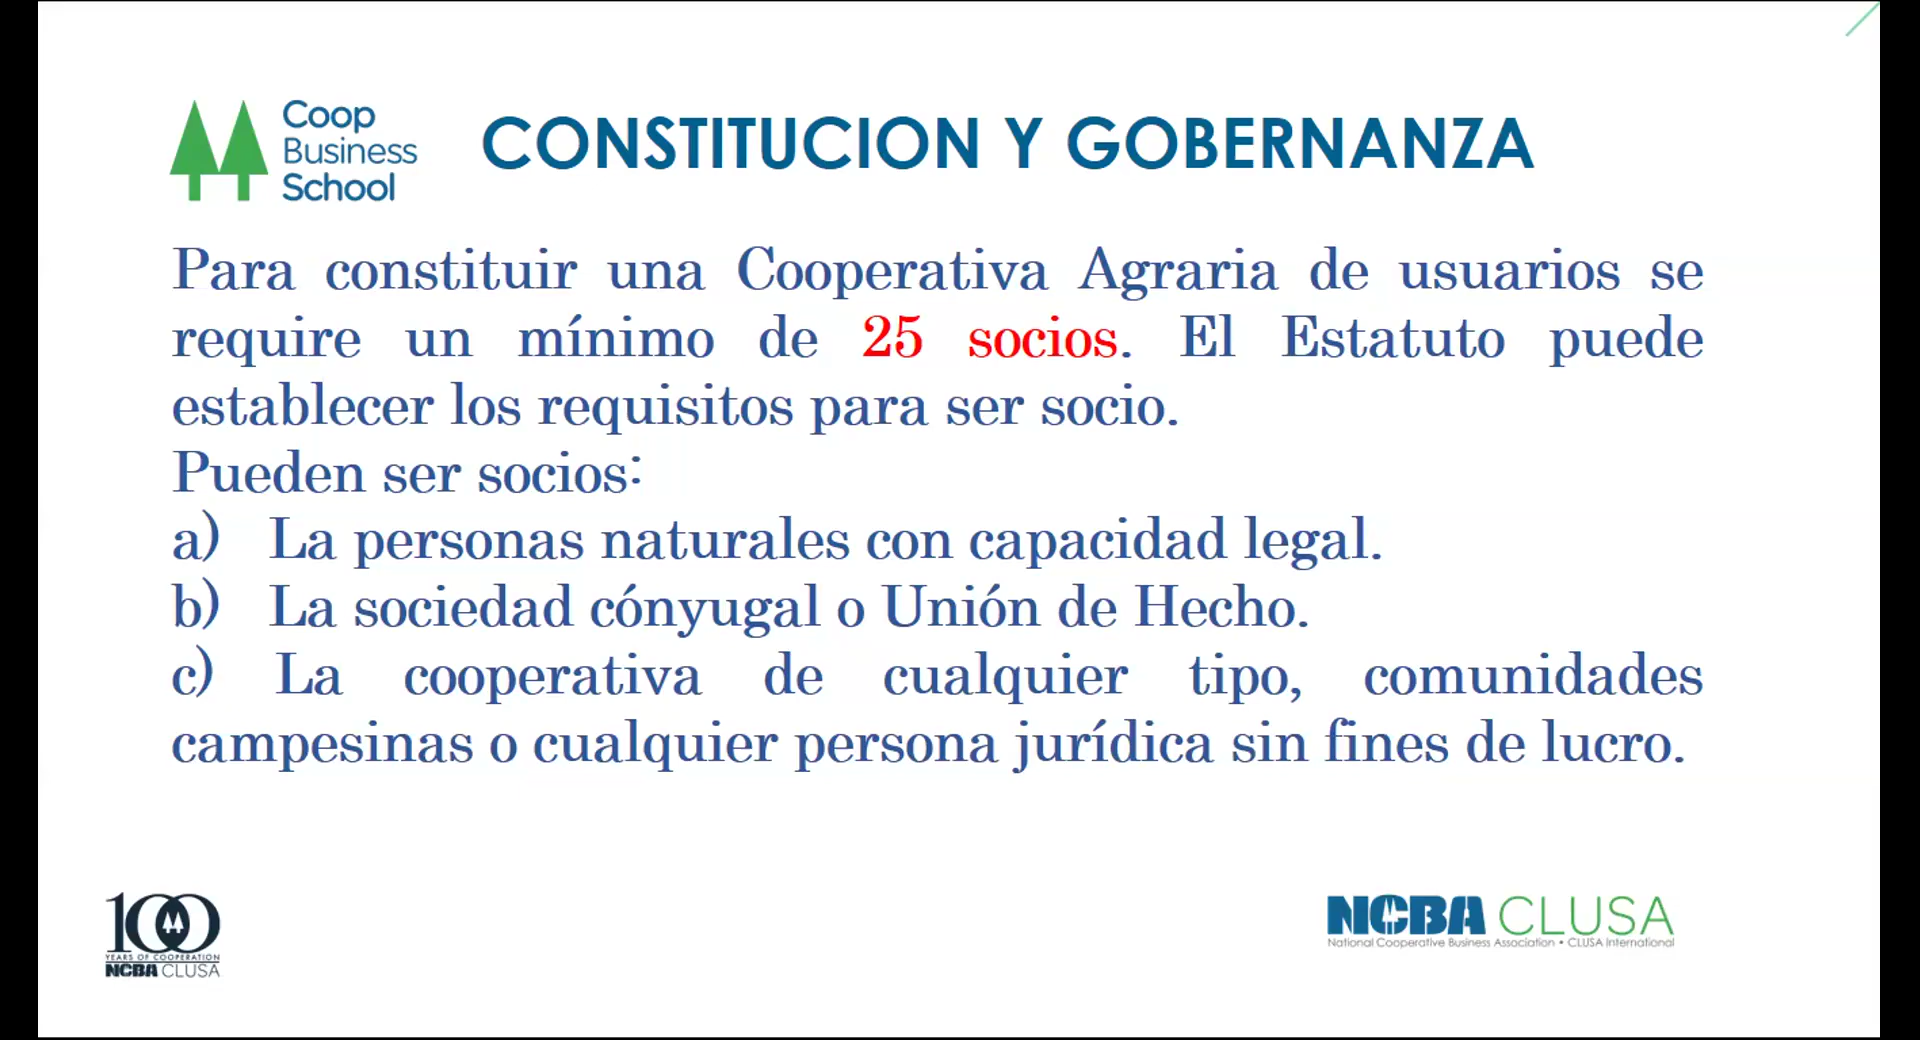 Coop
Business
School
CONSTITUCION Y GOBERNANZA
Para constituir una Cooperativa Agraria de usuarios se
require un mínimo de 25 socios. El Estatuto puede
establecer los requisitos para ser socio.
Pueden ser socios:
a) La personas naturales con capacidad legal.
b) La sociedad cónyugal o Unión de Hecho.
c) La cooperativa de cualquier tipo, comunidades
campesinas o cualquier persona jurídica sin fines de lucro.
100
YEARS OF COOPERATION
NCBA CLUSA
NCBA CLUSA
National Cooperative Business Association • CLUSA International